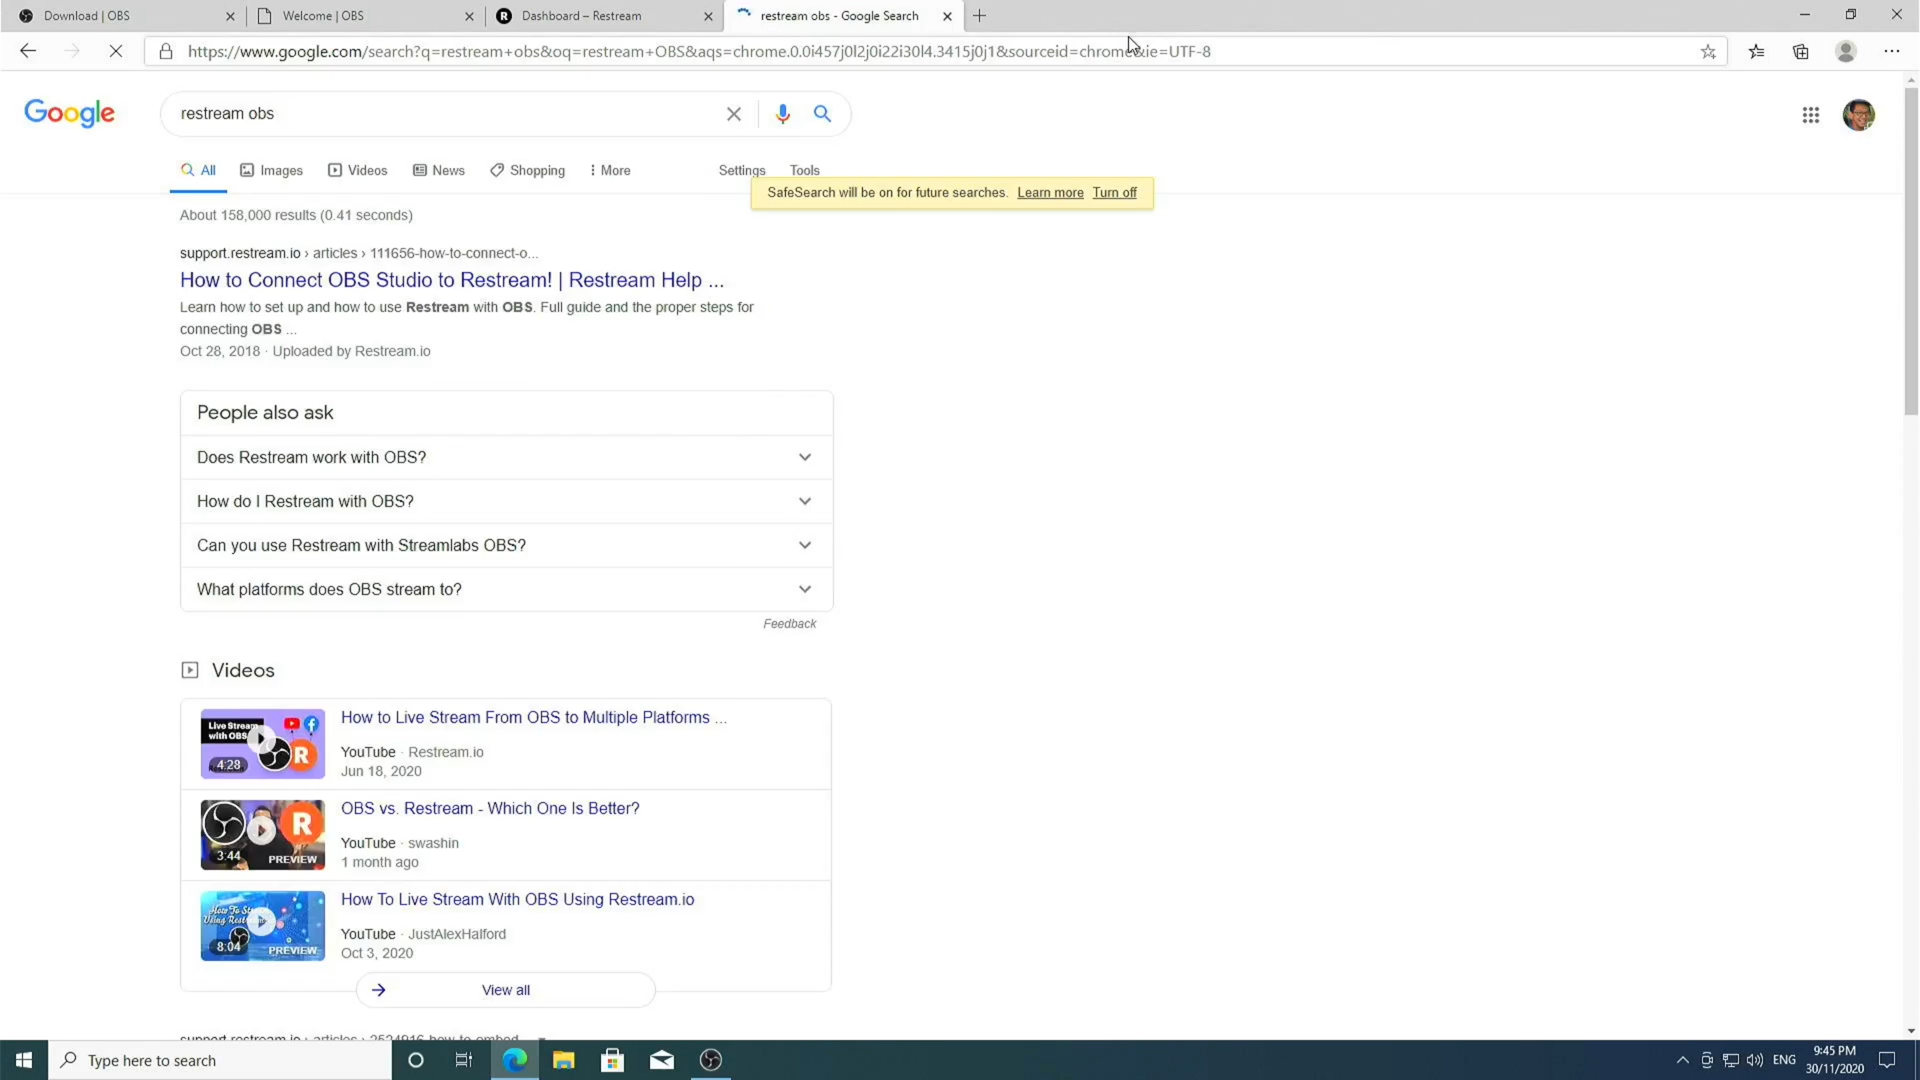 Download | OBS
Welcome | OBS
Dashboard – Restream
restream obs - Google Search
https://www.google.com/search?q=restream+obs&oq=restream+OBS&aqs=chrome.0.0i457j0l2j0i22i30l4.3415j0j1&sourceid=chrome&ie=UTF-8
Google
restream obs
All
Images
Videos
News
Shopping
More
Settings
Tools
SafeSearch will be on for future searches. Learn more Turn off
About 158,000 results (0.41 seconds)
support.restream.io › articles › 111656-how-to-connect-o...
How to Connect OBS Studio to Restream! | Restream Help ...
Learn how to set up and how to use Restream with OBS. Full guide and the proper steps for
connecting OBS ...
Oct 28, 2018 · Uploaded by Restream.io
People also ask
Does Restream work with OBS?
How do I Restream with OBS?
Can you use Restream with Streamlabs OBS?
What platforms does OBS stream to?
Feedback
Videos
Live Stream
with OBS
R
4:28
How to Live Stream From OBS to Multiple Platforms ...
YouTube · Restream.io
Jun 18, 2020
R
3:44
PREVIEW
OBS vs. Restream - Which One Is Better?
YouTube · swashin
1 month ago
How To
8:04
PREVIEW
How To Live Stream With OBS Using Restream.io
YouTube · JustAlexHalford
Oct 3, 2020
View all
support.restream.io › articles › 2524916-how-to-embed...
Type here to search
ENG
9:45 PM
30/11/2020